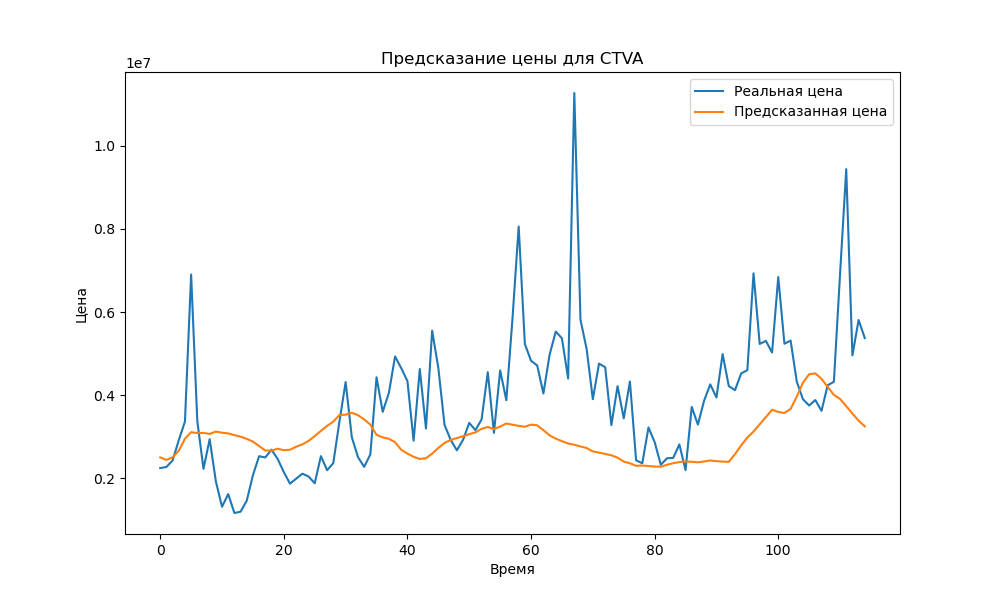 Предсказание цены для CTVA
1e7
Реальная цена
Предсказанная цена
Цена
1.0
0.8
0.6
0.4
0.2
0 20 40 60 80 100
Время